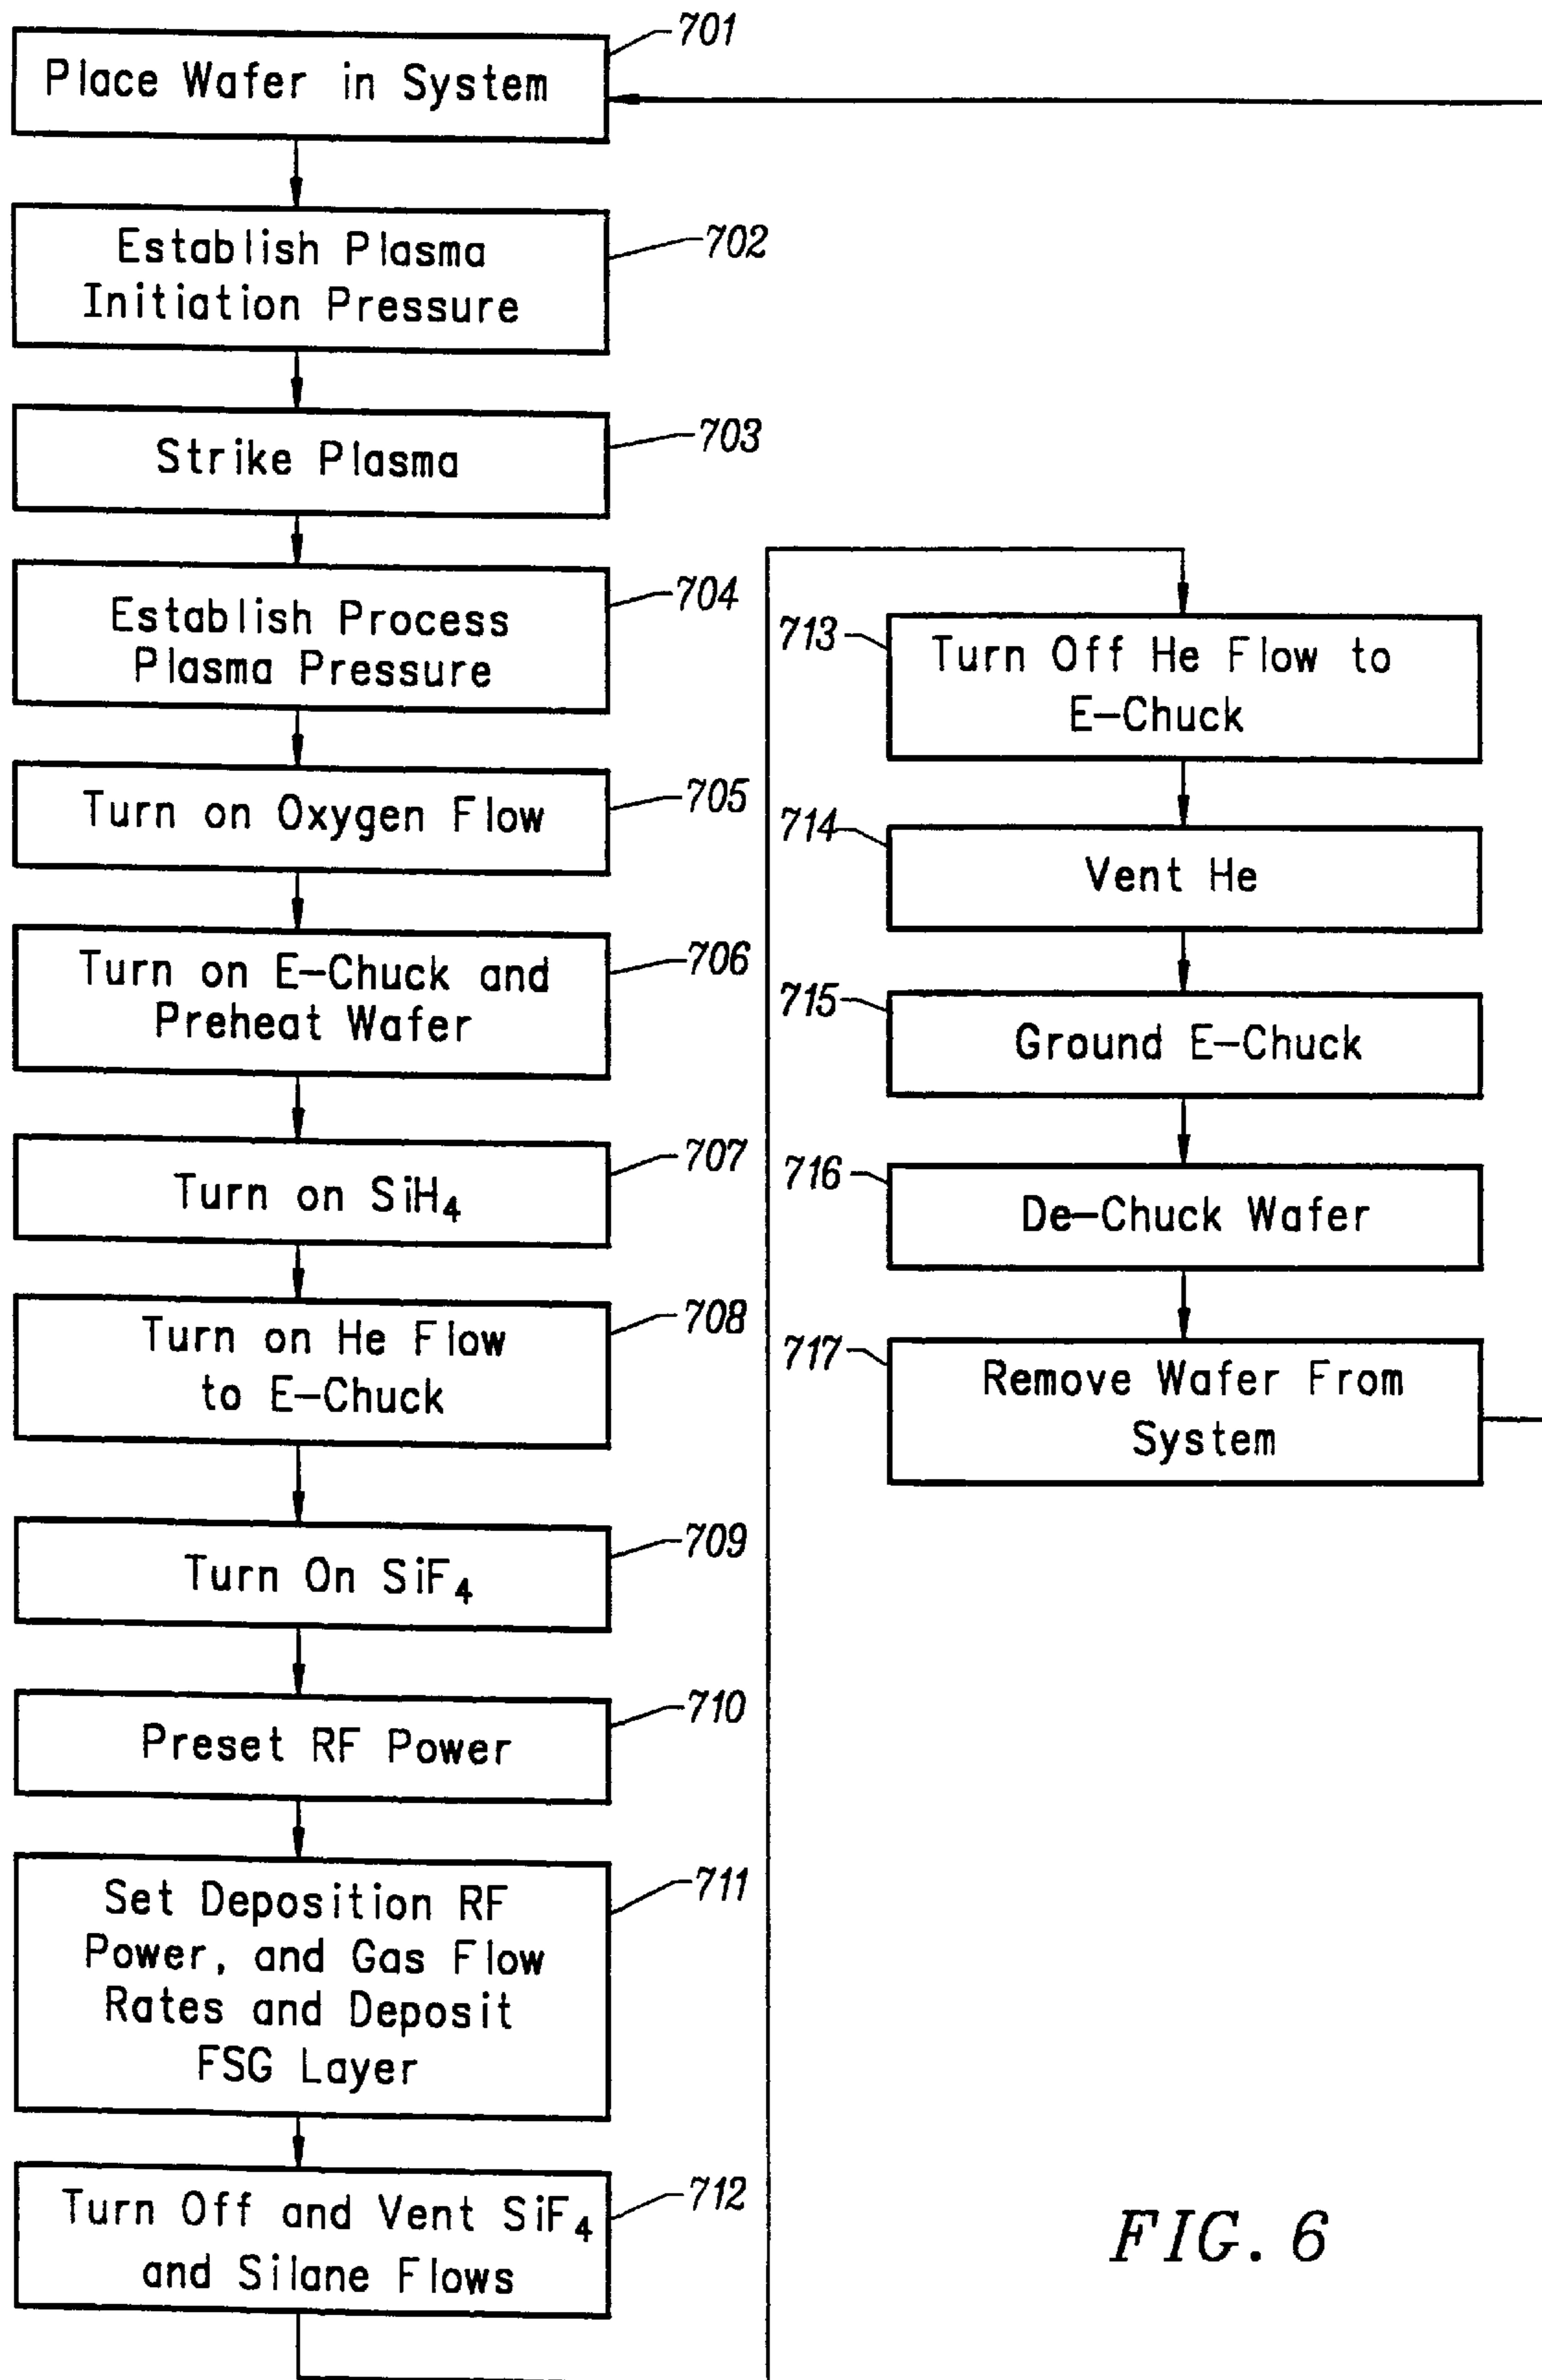 701
Place Wafer in System
702
Establish Plasma
Initiation Pressure
703
Strike Plasma
704
Establish Process
Plasma Pressure
705
Turn on Oxygen Flow
706
Turn on E-Chuck and
Preheat Wafer
707
Turn on SiH₄
708
Turn on He Flow
to E-Chuck
709
Turn On SiF₄
710
Preset RF Power
711
Set Deposition RF
Power, and Gas Flow
Rates and Deposit
FSG Layer
712
Turn Off and Vent SiF₄
and Silane Flows
713
Turn Off He Flow to
E-Chuck
714
Vent He
715
Ground E-Chuck
716
De-Chuck Wafer
717
Remove Wafer From
System
FIG. 6